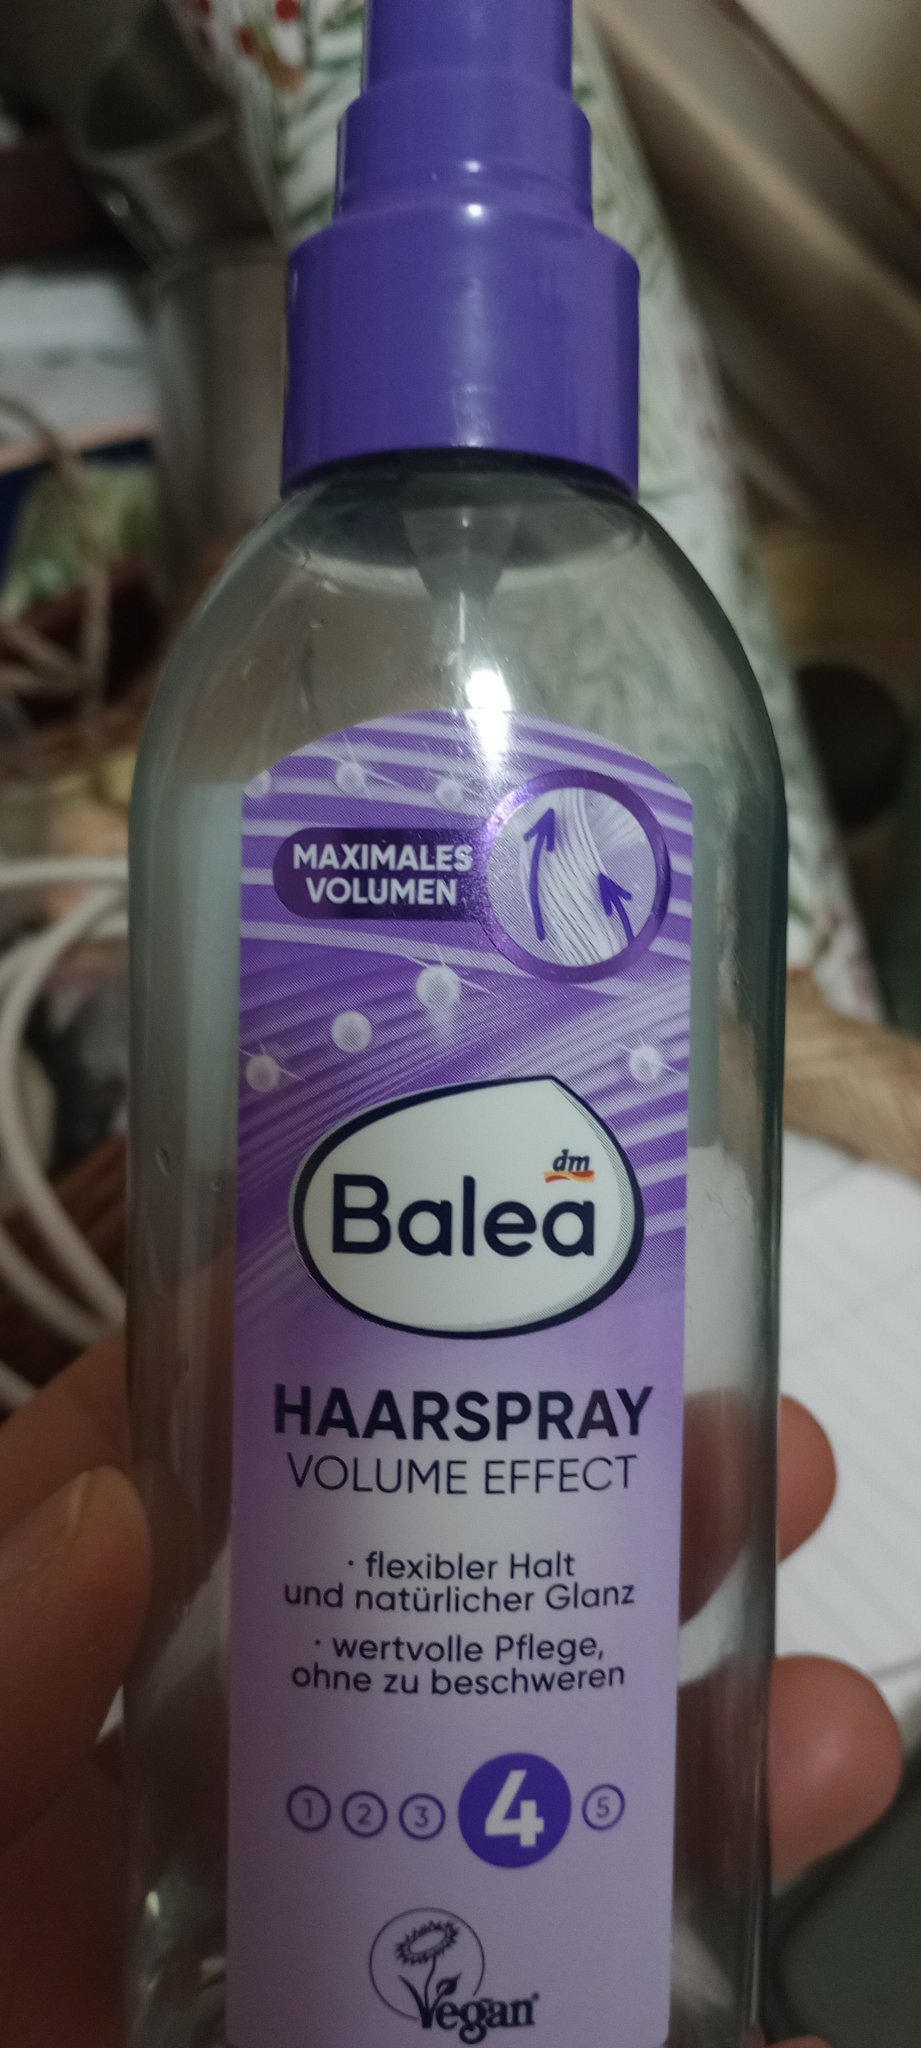 MAXIMALES
VOLUMEN
dm
Balea
HAARSPRAY
VOLUME EFFECT
· flexibler Halt
und natürlicher Glanz
· wertvolle Pflege,
ohne zu beschweren
1 2 3 4 5
Vegan